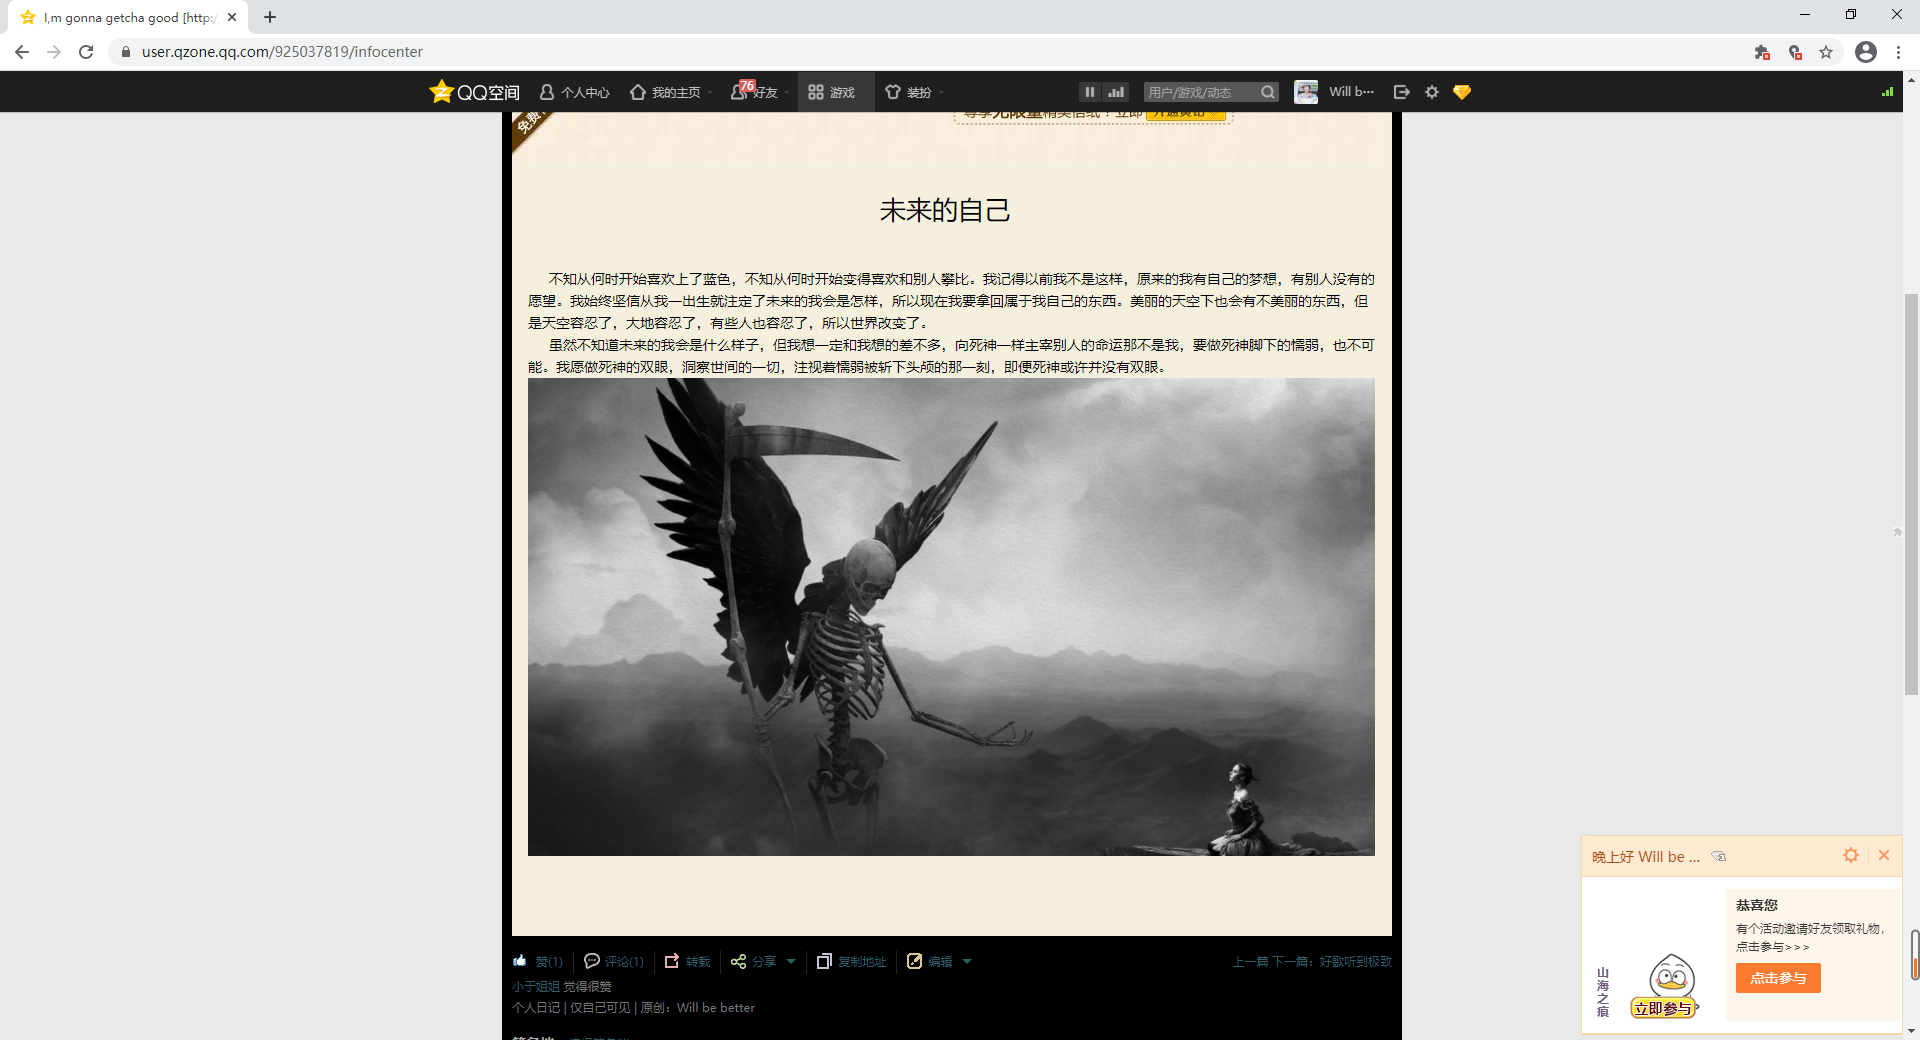 I,m gonna getcha good [http:/
user.qzone.qq.com/925037819/infocenter
QQ空间 个人中心 我的主页 76 好友 游戏 装扮 用户/游戏/动态 Will b···
免费
尊享无限量精美信纸！立即 开通黄钻
未来的自己
不知从何时开始喜欢上了蓝色，不知从何时开始变得喜欢和别人攀比。我记得以前我不是这样，原来的我有自己的梦想，有别人没有的
愿望。我始终坚信从我一出生就注定了未来的我会是怎样，所以现在我要拿回属于我自己的东西。美丽的天空下也会有不美丽的东西，但
是天空容忍了，大地容忍了，有些人也容忍了，所以世界改变了。
虽然不知道未来的我会是什么样子，但我想一定和我想的差不多，向死神一样主宰别人的命运那不是我，要做死神脚下的懦弱，也不可
能。我愿做死神的双眼，洞察世间的一切，注视着懦弱被斩下头颅的那一刻，即便死神或许并没有双眼。
赞(1) 评论(1) 转载 分享 复制地址 编辑 上一篇 下一篇：好歌听到极致
小于姐姐 觉得很赞
个人日记 | 仅自己可见 | 原创：Will be better
晚上好 Will be ...
恭喜您
有个活动邀请好友领取礼物，
点击参与>>>
点击参与
山海之痕
立即参与